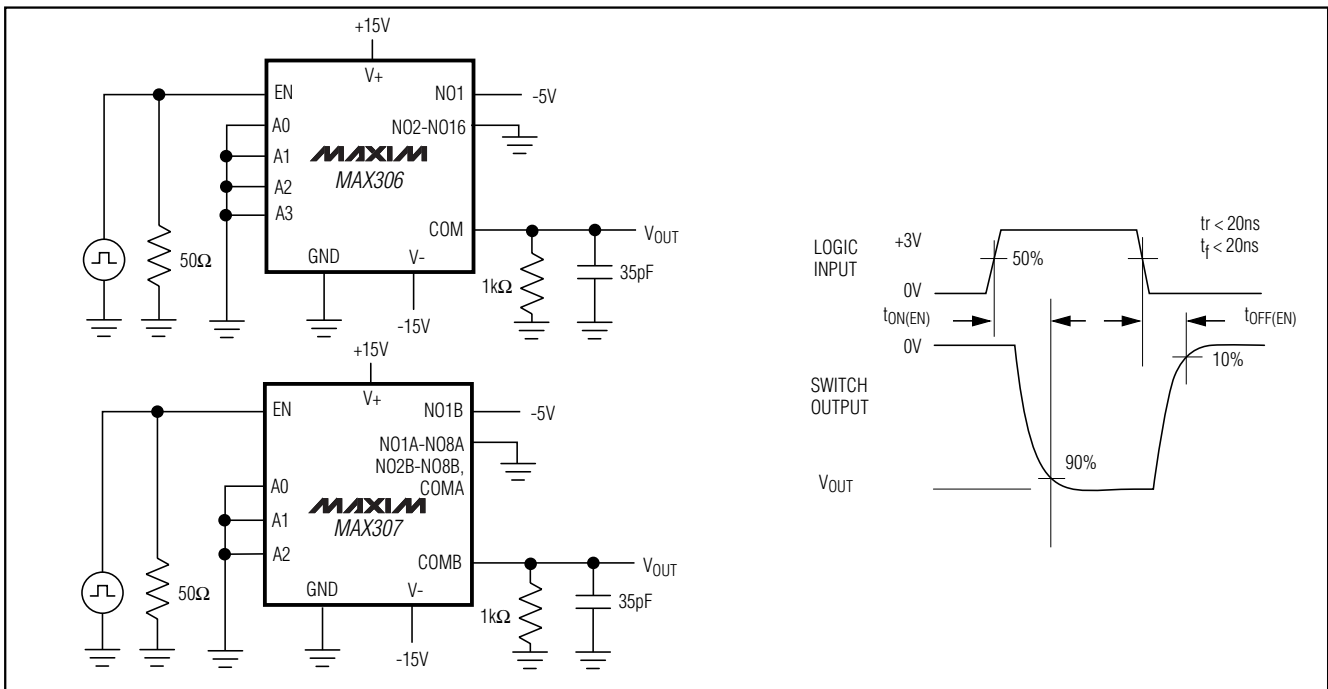 +15V
V+
EN
NO1
-5V
A0
NO2-NO16
A1
MAXIM
A2
MAX306
A3
COM
VOUT
50Ω
GND
V-
1kΩ
35pF
-15V
+15V
V+
EN
NO1B
-5V
NO1A-NO8A
NO2B-NO8B,
COMA
A0
MAXIM
A1
MAX307
A2
COMB
VOUT
50Ω
GND
V-
1kΩ
35pF
-15V
LOGIC
INPUT
+3V
50%
tr < 20ns
tf < 20ns
0V
tON(EN)
tOFF(EN)
0V
10%
SWITCH
OUTPUT
90%
VOUT